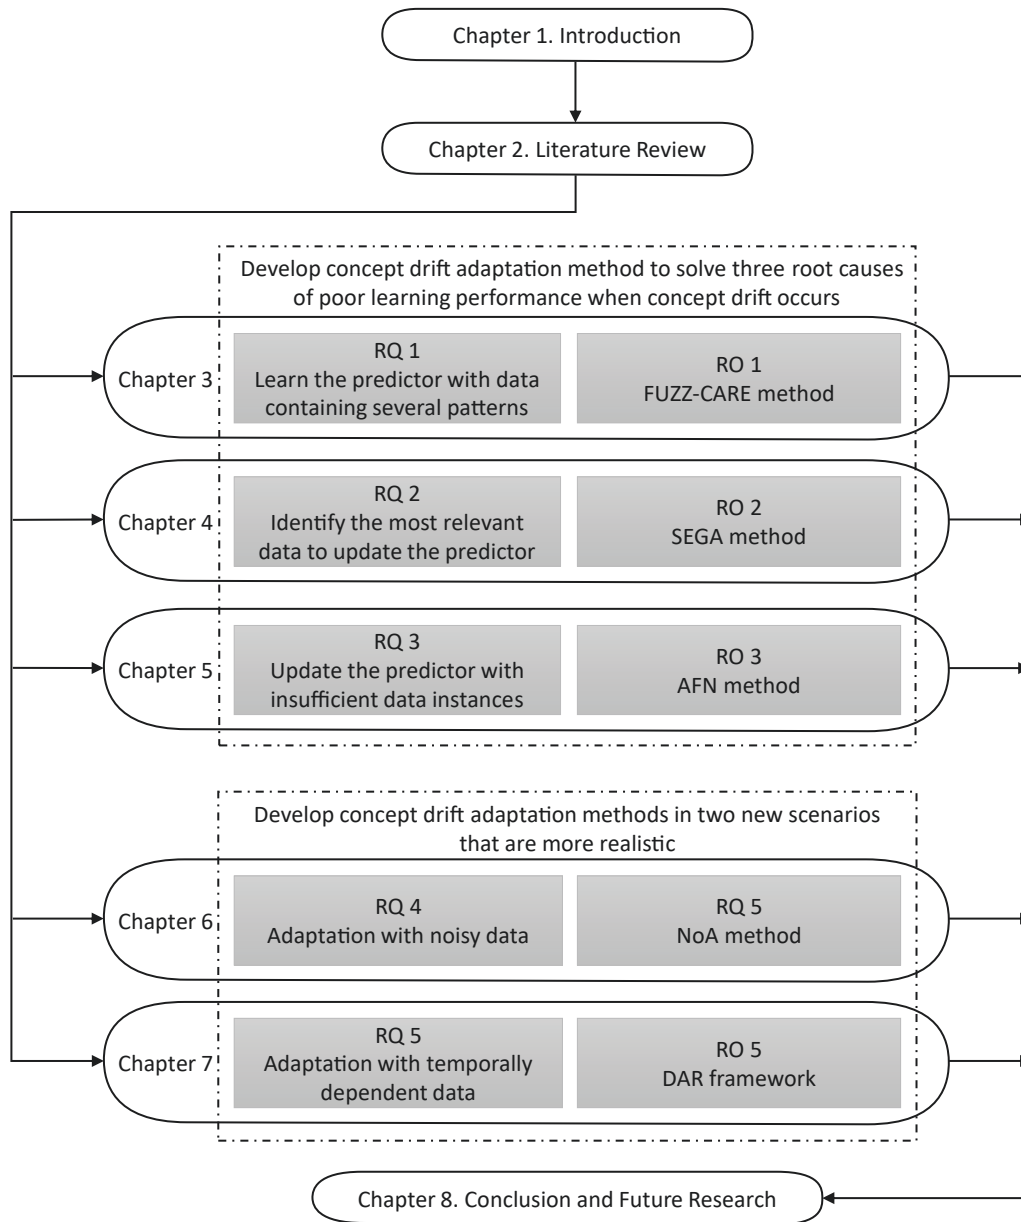 Chapter 1. Introduction
Chapter 2. Literature Review
Develop concept drift adaptation method to solve three root causes
of poor learning performance when concept drift occurs
Chapter 3
RQ 1
Learn the predictor with data
containing several patterns
RO 1
FUZZ-CARE method
Chapter 4
RQ 2
Identify the most relevant
data to update the predictor
RO 2
SEGA method
Chapter 5
RQ 3
Update the predictor with
insufficient data instances
RO 3
AFN method
Develop concept drift adaptation methods in two new scenarios
that are more realistic
Chapter 6
RQ 4
Adaptation with noisy data
RQ 5
NoA method
Chapter 7
RQ 5
Adaptation with temporally
dependent data
RO 5
DAR framework
Chapter 8. Conclusion and Future Research